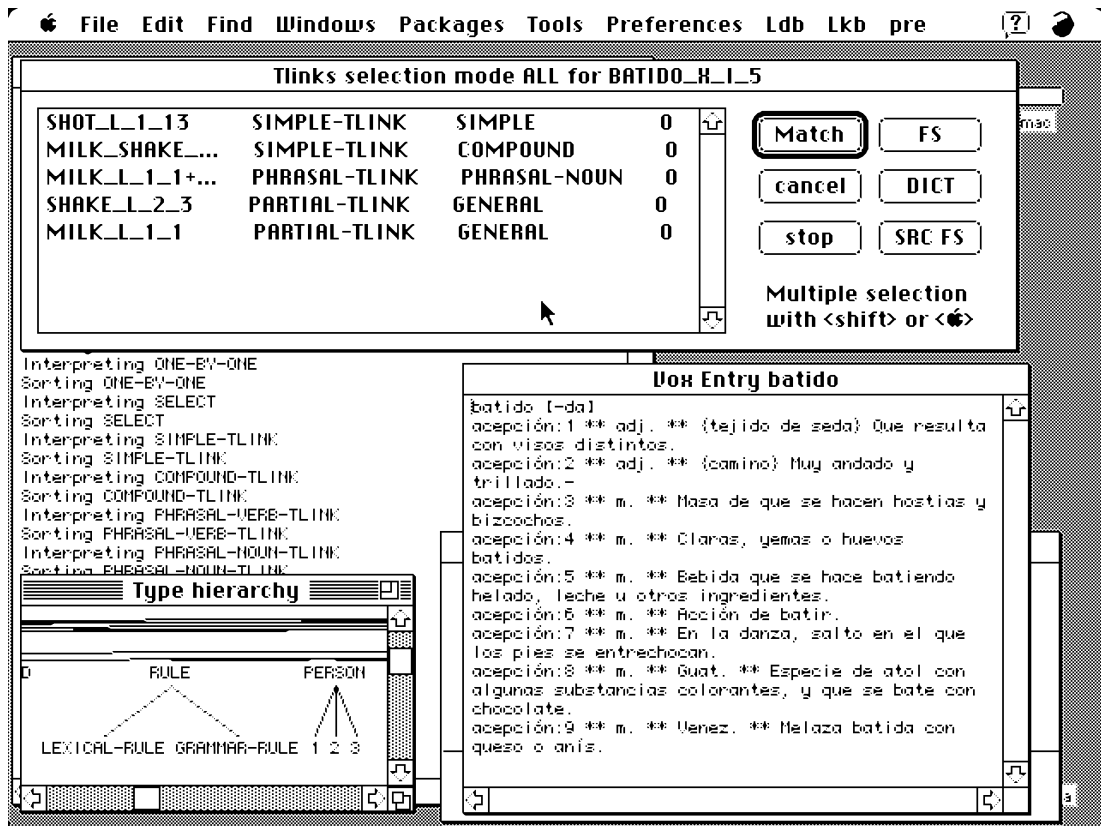 File Edit Find Windows Packages Tools Preferences Ldb Lkb pre
Tlinks selection mode ALL for BATIDO_X_I_5
SHOT_L_1_13 SIMPLE-TLINK SIMPLE 0
MILK_SHAKE_... SIMPLE-TLINK COMPOUND 0
MILK_L_1_1+... PHRASAL-TLINK PHRASAL-NOUN 0
SHAKE_L_2_3 PARTIAL-TLINK GENERAL 0
MILK_L_1_1 PARTIAL-TLINK GENERAL 0
Match FS
cancel DICT
stop SRC FS
Multiple selection
with <shift> or <>
Interpreting ONE-BY-ONE
Sorting ONE-BY-ONE
Interpreting SELECT
Sorting SELECT
Interpreting SIMPLE-TLINK
Sorting SIMPLE-TLINK
Interpreting COMPOUND-TLINK
Sorting COMPOUND-TLINK
Interpreting PHRASAL-VERB-TLINK
Sorting PHRASAL-VERB-TLINK
Interpreting PHRASAL-NOUN-TLINK
Sorting PHRASAL-NOUN-TLINK
Type hierarchy
D RULE PERSON
LEXICAL-RULE GRAMMAR-RULE 1 2 3
Vox Entry batido
batido [-da]
acepción:1 ** adj. ** (tejido de seda) Que resulta
con visos distintos.
acepción:2 ** adj. ** (camino) Muy andado y
trillado.-
acepción:3 ** m. ** Masa de que se hacen hostias y
bizcochos.
acepción:4 ** m. ** Claras, yemas o huevos
batidos.
acepción:5 ** m. ** Bebida que se hace batiendo
helado, leche u otros ingredientes.
acepción:6 ** m. ** Acción de batir.
acepción:7 ** m. ** En la danza, salto en el que
los pies se entrechocan.
acepción:8 ** m. ** Guat. ** Especie de atol con
algunas substancias colorantes, y que se bate con
chocolate.
acepción:9 ** m. ** Venez. ** Melaza batida con
queso o anís.